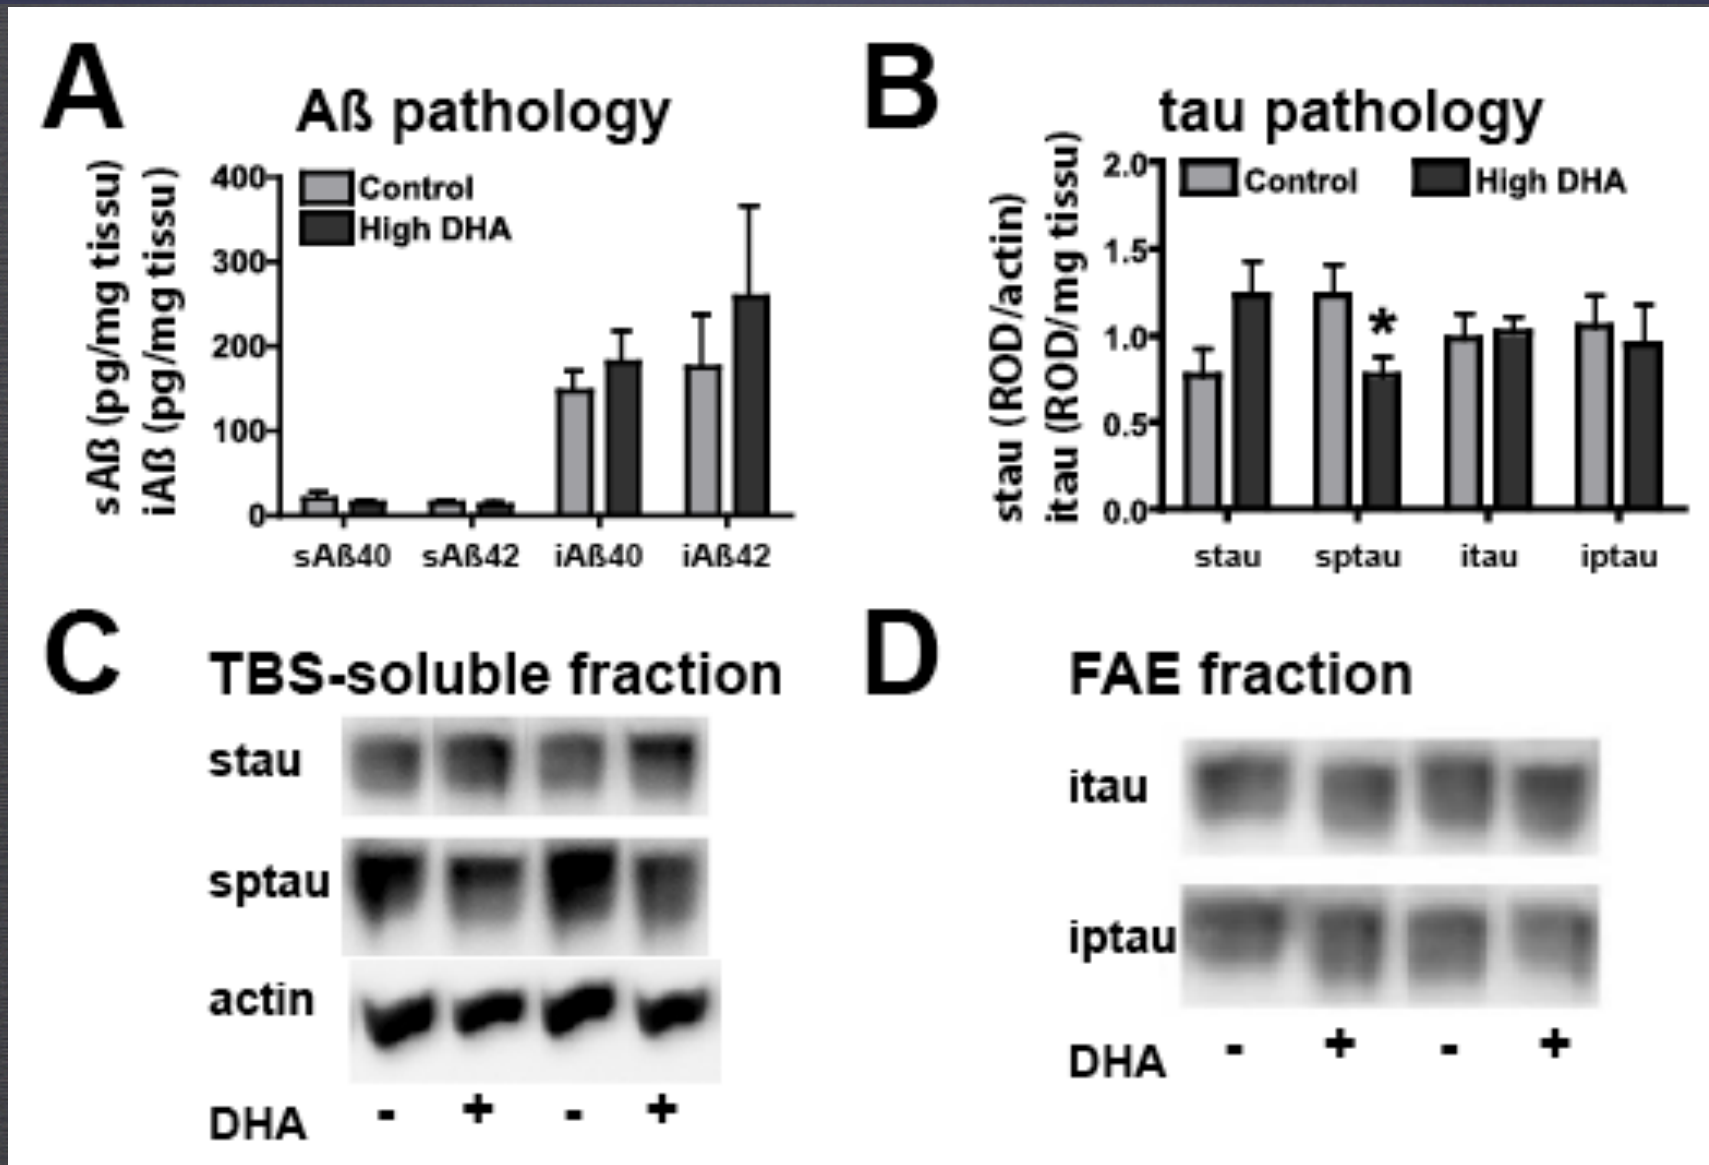 A
Aß pathology
sAß (pg/mg tissu)
iAß (pg/mg tissu)
400
300
200
100
0
Control
High DHA
sAß40 sAß42 iAß40 iAß42
B
tau pathology
stau (ROD/actin)
itau (ROD/mg tissu)
2.0
1.5
1.0
0.5
0.0
Control High DHA
*
stau sptau itau iptau
C
TBS-soluble fraction
stau
sptau
actin
DHA - + - +
D
FAE fraction
itau
iptau
DHA - + - +